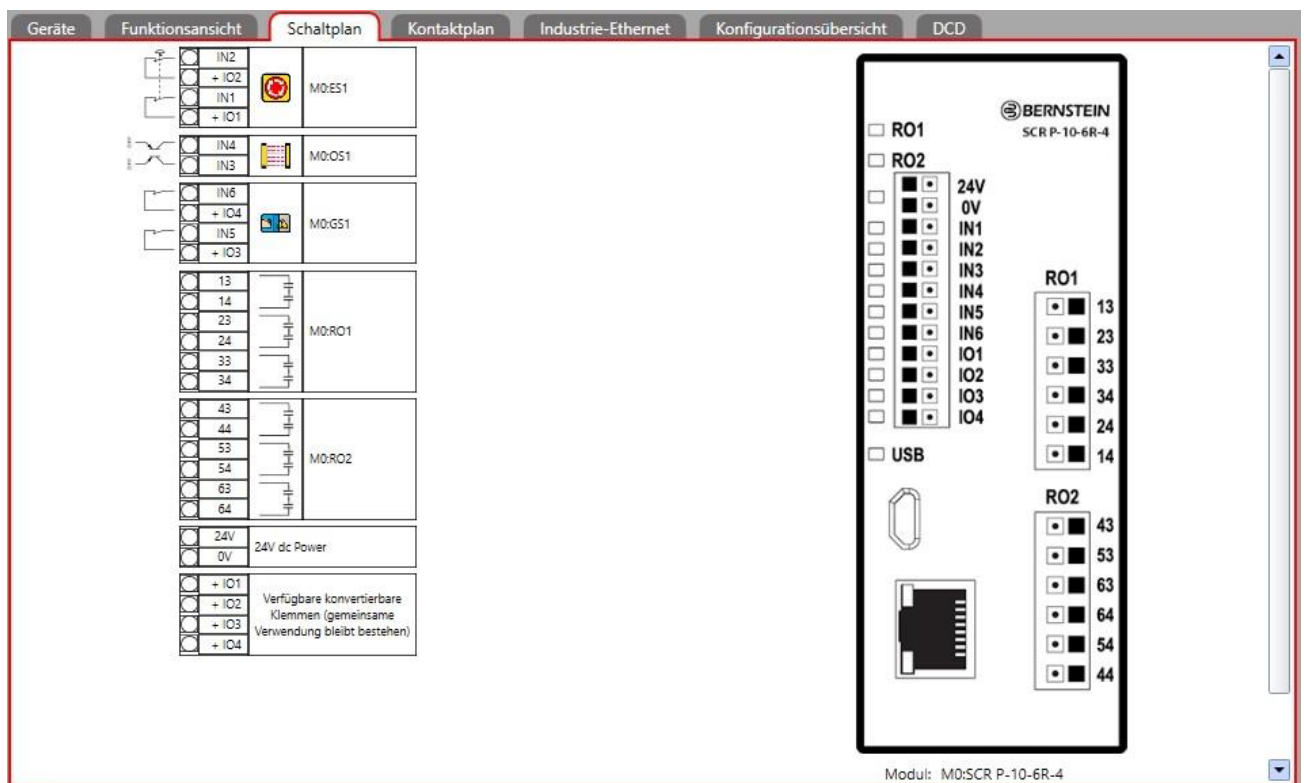 Geräte Funktionsansicht Schaltplan Kontaktplan Industrie-Ethernet Konfigurationsübersicht DCD
IN2
+ IO2
IN1
+ IO1
M0:ES1
IN4
IN3
M0:OS1
IN6
+ IO4
IN5
+ IO3
M0:GS1
13
14
23
24
33
34
M0:RO1
43
44
53
54
63
64
M0:RO2
24V
0V
24V dc Power
+ IO1
+ IO2
+ IO3
+ IO4
Verfügbare konvertierbare
Klemmen (gemeinsame
Verwendung bleibt bestehen)
BERNSTEIN
SCR P-10-6R-4
RO1
RO2
24V
0V
IN1
IN2
IN3
IN4
IN5
IN6
IO1
IO2
IO3
IO4
USB
RO1
13
23
33
34
24
14
RO2
43
53
63
64
54
44
Modul: M0:SCR P-10-6R-4